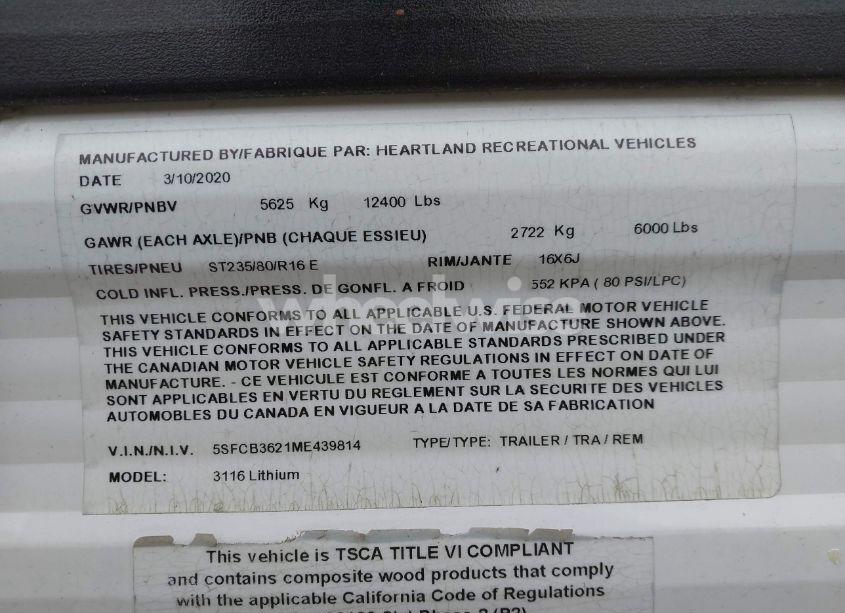 MANUFACTURED BY/FABRIQUE PAR: HEARTLAND RECREATIONAL VEHICLES
DATE 3/10/2020
GVWR/PNBV 5625 Kg 12400 Lbs
GAWR (EACH AXLE)/PNB (CHAQUE ESSIEU) 2722 Kg 6000 Lbs
TIRES/PNEU ST235/80/R16 E RIM/JANTE 16X6J
COLD INFL. PRESS./PRESS. DE GONFL. A FROID 552 KPA ( 80 PSI/LPC)
THIS VEHICLE CONFORMS TO ALL APPLICABLE U.S. FEDERAL MOTOR VEHICLE
SAFETY STANDARDS IN EFFECT ON THE DATE OF MANUFACTURE SHOWN ABOVE.
THIS VEHICLE CONFORMS TO ALL APPLICABLE STANDARDS PRESCRIBED UNDER
THE CANADIAN MOTOR VEHICLE SAFETY REGULATIONS IN EFFECT ON DATE OF
MANUFACTURE. - CE VEHICULE EST CONFORME A TOUTES LES NORMES QUI LUI
SONT APPLICABLES EN VERTU DU REGLEMENT SUR LA SECURITE DES VEHICLES
AUTOMOBILES DU CANADA EN VIGUEUR A LA DATE DE SA FABRICATION
V.I.N./N.I.V. 5SFCB3621ME439814 TYPE/TYPE: TRAILER / TRA / REM
MODEL: 3116 Lithium
This vehicle is TSCA TITLE VI COMPLIANT
and contains composite wood products that comply
with the applicable California Code of Regulations